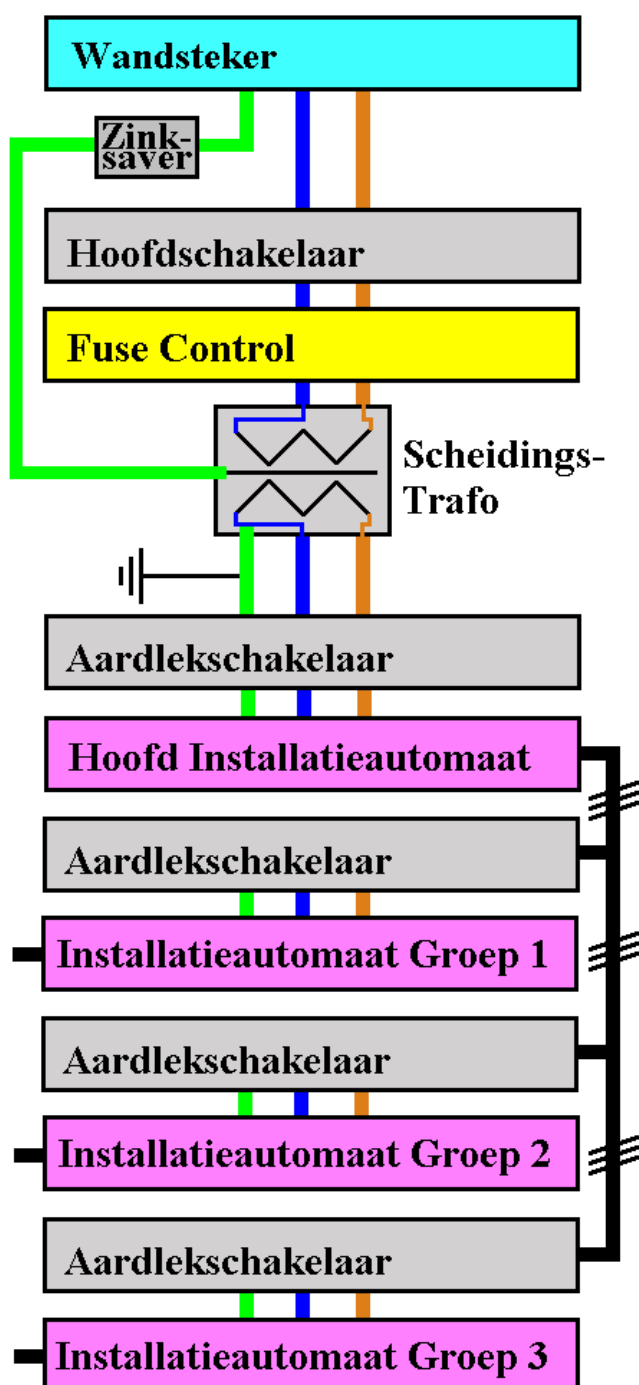 Wandsteker
Zink-
saver
Hoofdschakelaar
Fuse Control
Scheidings-
Trafo
Aardlekschakelaar
Hoofd Installatieautomaat
Aardlekschakelaar
Installatieautomaat Groep 1
Aardlekschakelaar
Installatieautomaat Groep 2
Aardlekschakelaar
Installatieautomaat Groep 3